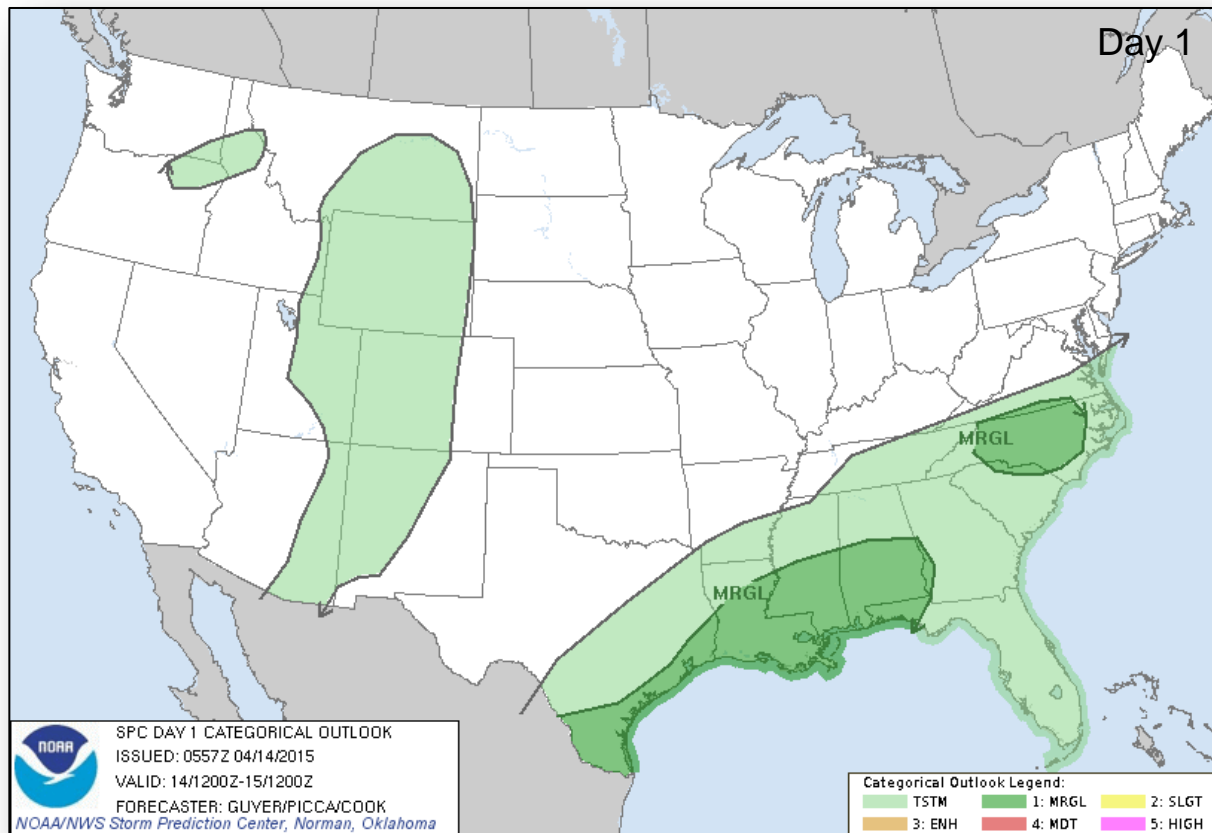 Day 1
MRGL
MRGL
NOAA
SPC DAY 1 CATEGORICAL OUTLOOK
ISSUED: 0557Z 04/14/2015
VALID: 14/1200Z-15/1200Z
FORECASTER: GUYER/PICCA/COOK
NOAA/NWS Storm Prediction Center, Norman, Oklahoma
Categorical Outlook Legend:
TSTM 1: MRGL 2: SLGT
3: ENH 4: MDT 5: HIGH